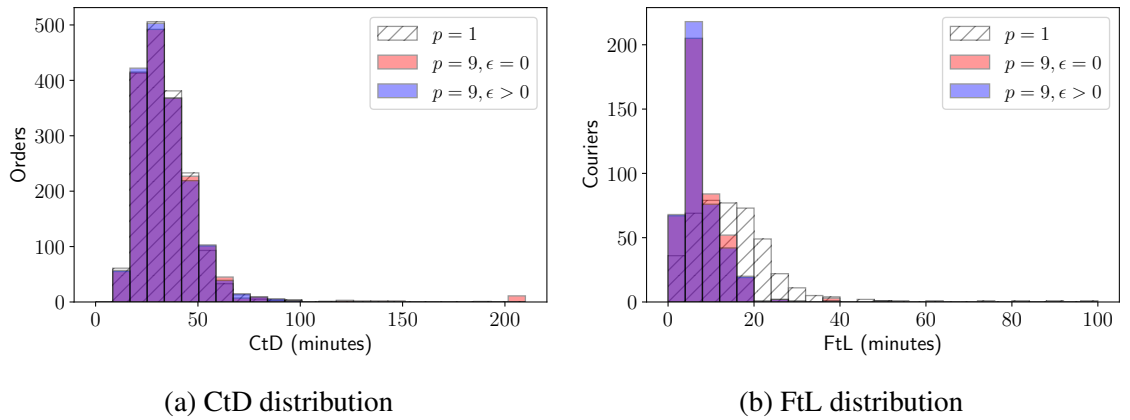 500
400
300
200
100
0
Orders
p = 1
p = 9, ϵ = 0
p = 9, ϵ > 0
0 50 100 150 200
CtD (minutes)
(a) CtD distribution
200
150
100
50
0
Couriers
p = 1
p = 9, ϵ = 0
p = 9, ϵ > 0
0 20 40 60 80 100
FtL (minutes)
(b) FtL distribution